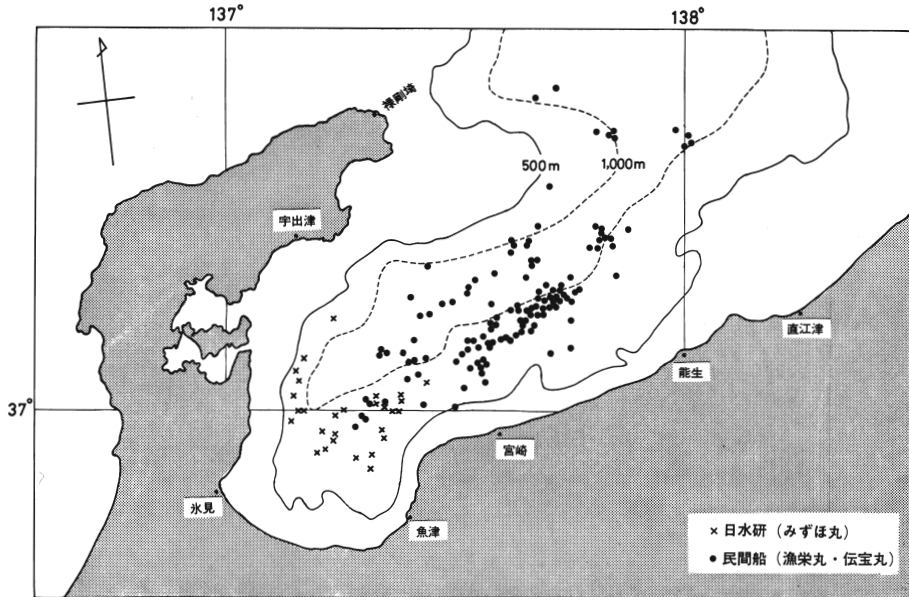 137°
138°
禄剛埼
500m
1,000m
宇出津
直江津
能生
37°
宮崎
氷見
魚津
× 日水研（みずほ丸）
● 民間船（漁栄丸・伝宝丸）